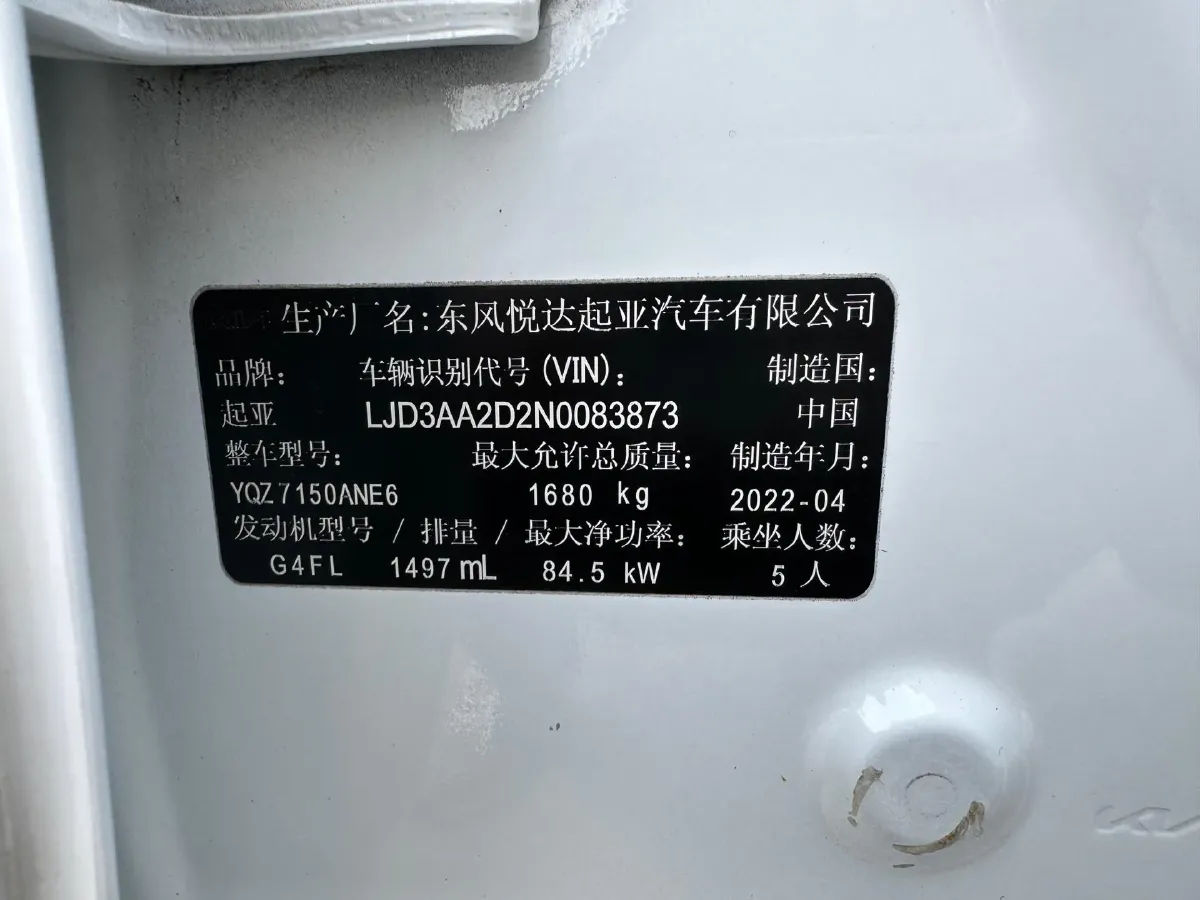 生产厂名:东风悦达起亚汽车有限公司
品牌: 车辆识别代号(VIN): 制造国:
起亚 LJD3AA2D2N0083873 中国
整车型号: 最大允许总质量: 制造年月:
YQZ7150ANE6 1680 kg 2022-04
发动机型号 / 排量 / 最大净功率: 乘坐人数:
G4FL 1497 mL 84.5 kW 5 人